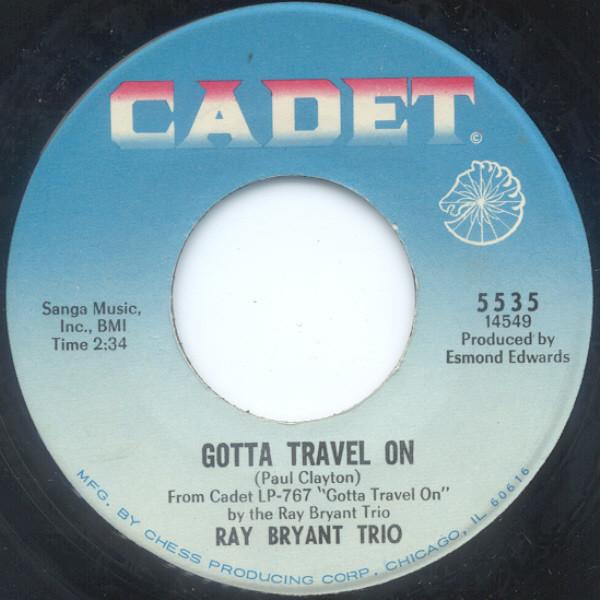 CADET
©
Sanga Music,
Inc., BMI
Time 2:34
5535
14549
Produced by
Esmond Edwards
GOTTA TRAVEL ON
(Paul Clayton)
From Cadet LP-767 "Gotta Travel On"
by the Ray Bryant Trio
RAY BRYANT TRIO
MFG. BY CHESS PRODUCING CORP., CHICAGO, IL 60616